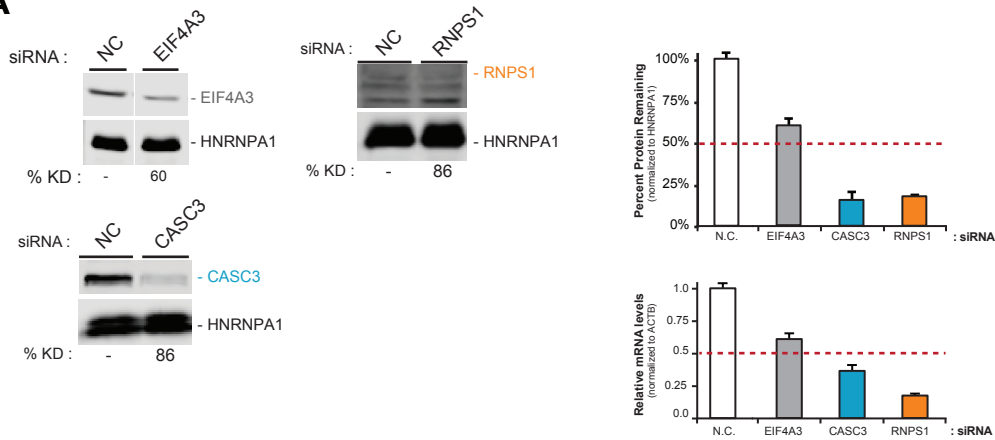 A
siRNA : NC EIF4A3
- EIF4A3
- HNRNPA1
% KD : - 60
siRNA : NC RNPS1
- RNPS1
- HNRNPA1
% KD : - 86
siRNA : NC CASC3
- CASC3
- HNRNPA1
% KD : - 86
Percent Protein Remaining
(normalized to HNRNPA1)
100%
75%
50%
25%
0%
N.C. EIF4A3 CASC3 RNPS1 : siRNA
Relative mRNA levels
(normalized to ACTB)
1.0
0.75
0.5
0.25
0.0
N.C. EIF4A3 CASC3 RNPS1 : siRNA